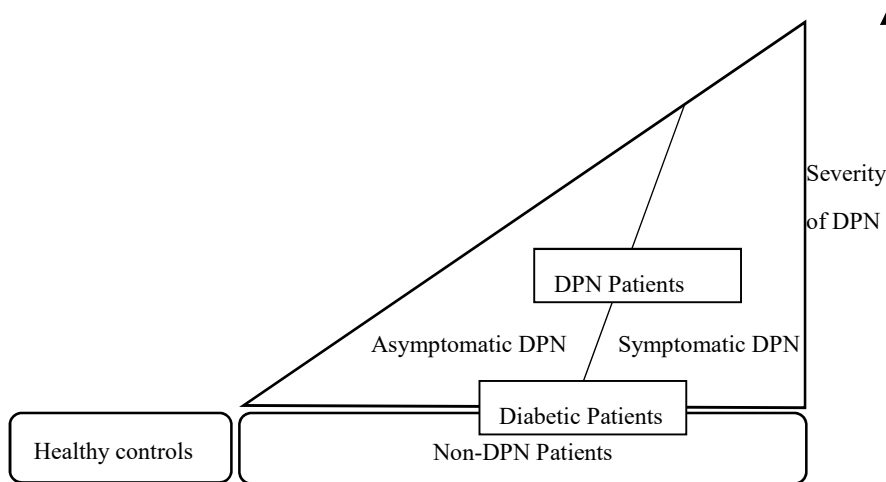 Severity
of DPN
DPN Patients
Asymptomatic DPN
Symptomatic DPN
Diabetic Patients
Healthy controls
Non-DPN Patients